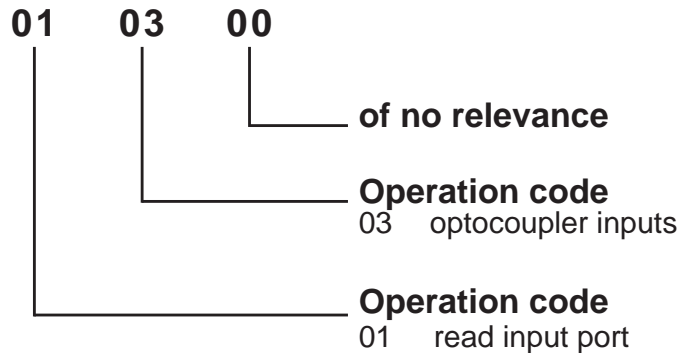 01 03 00
of no relevance
Operation code
03 optocoupler inputs
Operation code
01 read input port